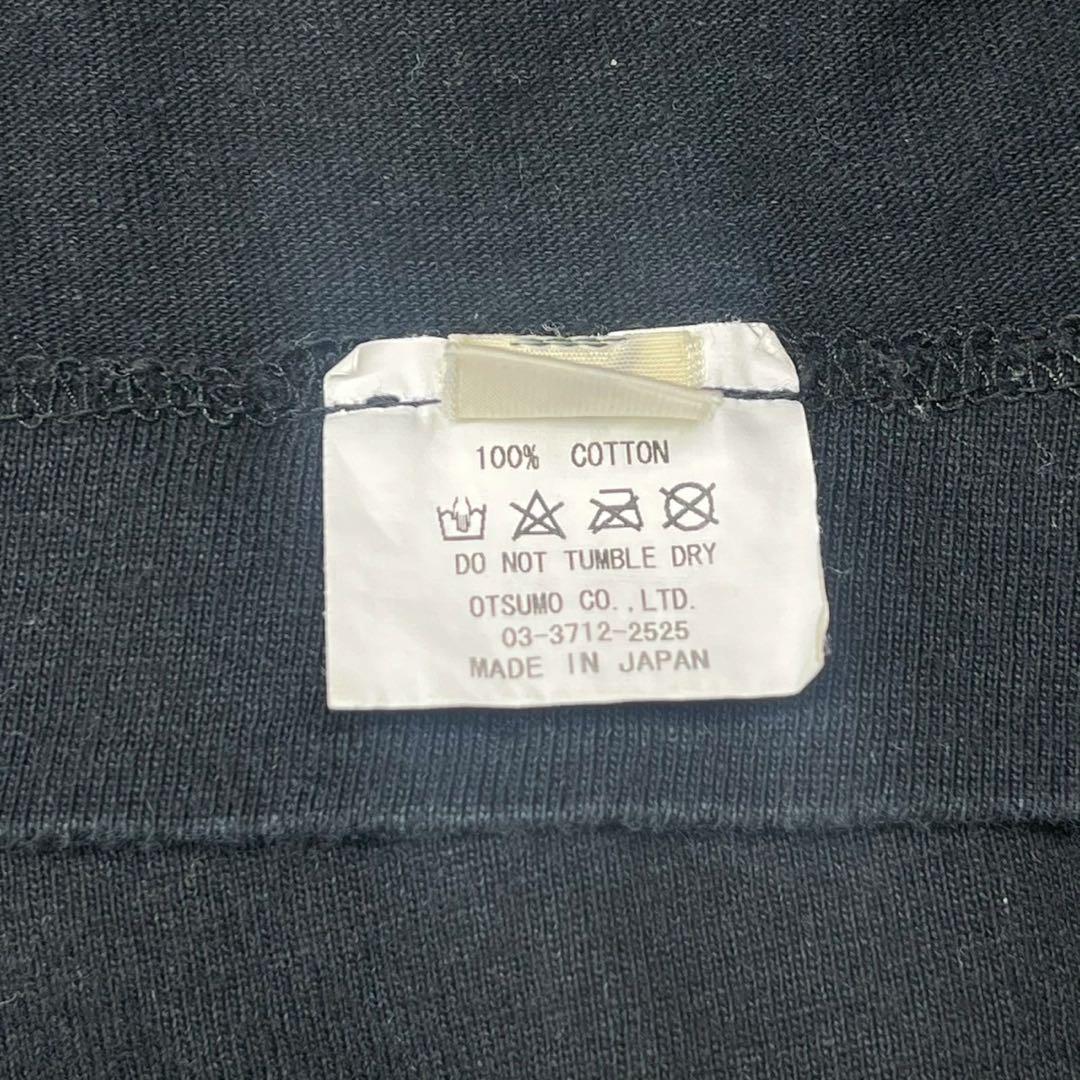 100% COTTON
DO NOT TUMBLE DRY
OTSUMO CO.,LTD.
03-3712-2525
MADE IN JAPAN